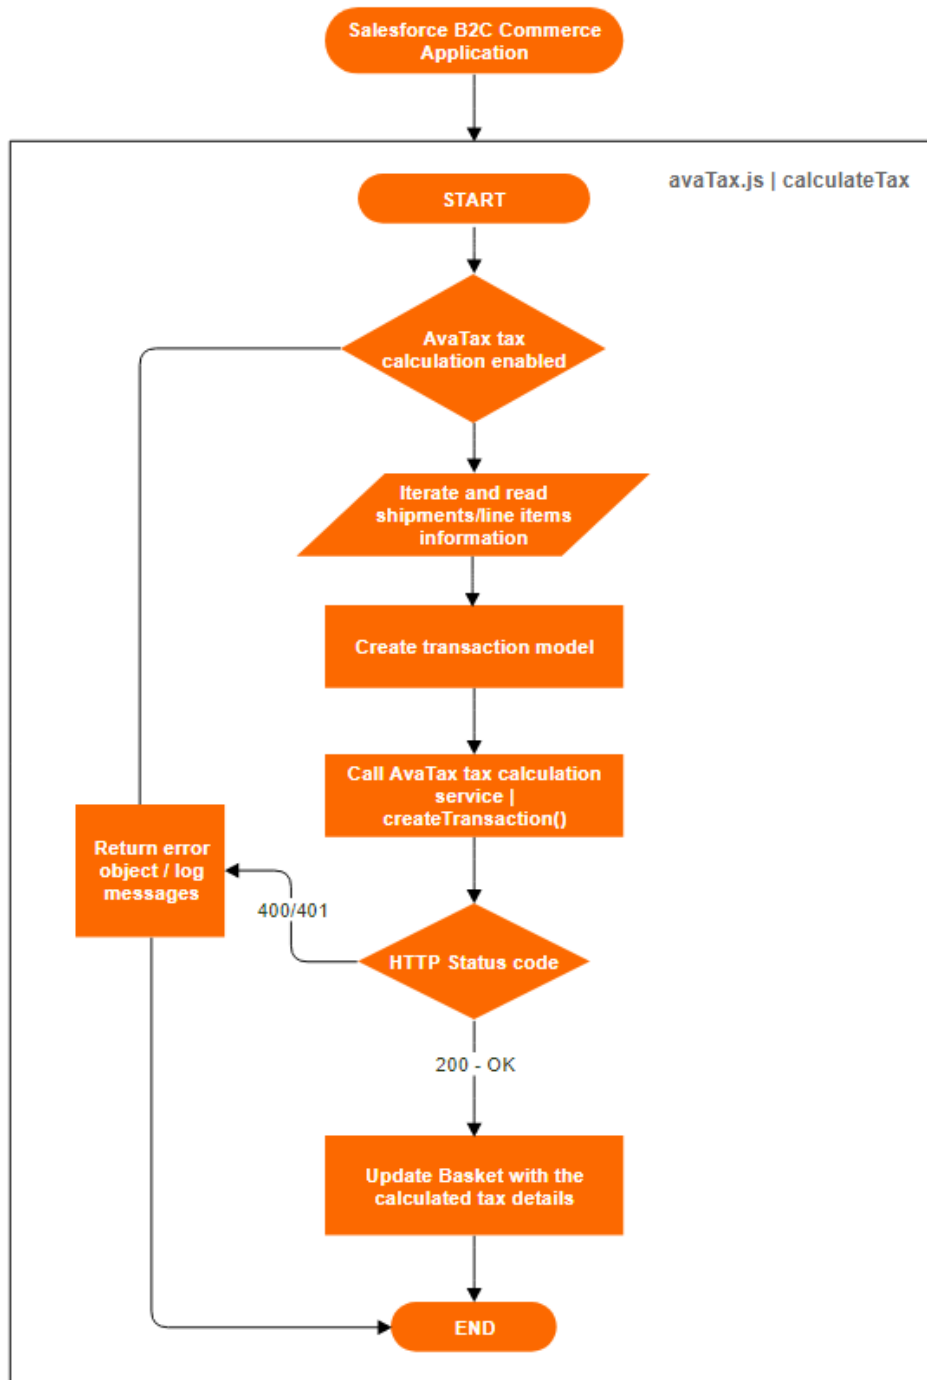 Salesforce B2C Commerce
Application
avaTax.js | calculateTax
START
AvaTax tax
calculation enabled
Iterate and read
shipments/line items
information
Create transaction model
Call AvaTax tax calculation
service |
createTransaction()
Return error
object / log
messages
400/401
HTTP Status code
200 - OK
Update Basket with the
calculated tax details
END